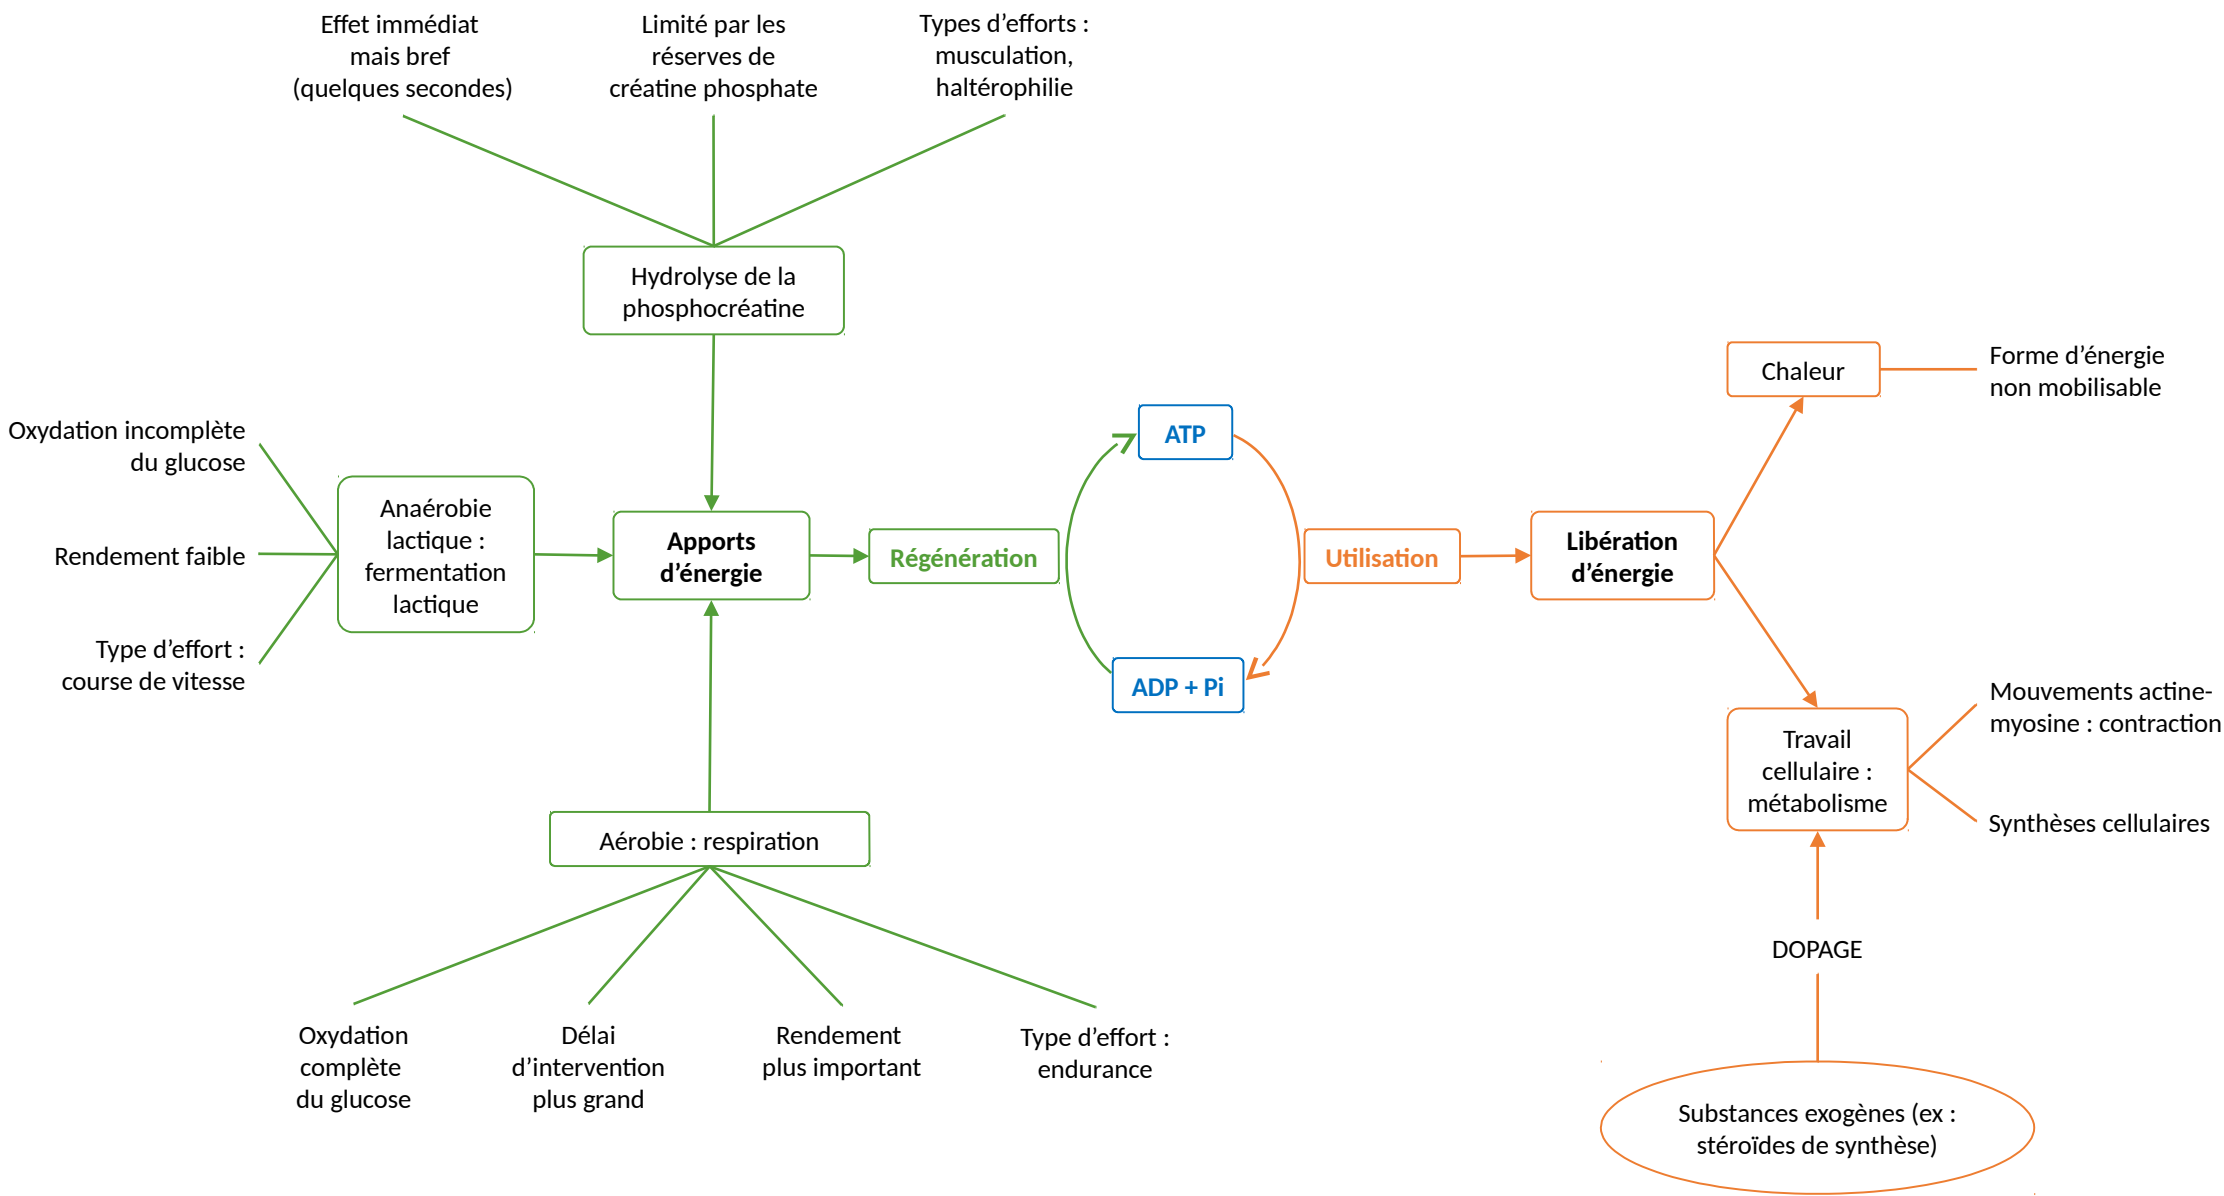 Effet immédiat
mais bref
(quelques secondes)
Limité par les
réserves de
créatine phosphate
Types d’efforts :
musculation,
haltérophilie
Hydrolyse de la
phosphocréatine
Chaleur
Forme d’énergie
non mobilisable
Oxydation incomplète
du glucose
Rendement faible
Type d’effort :
course de vitesse
Anaérobie
lactique :
fermentation
lactique
Apports
d’énergie
Régénération
ATP
ADP + Pi
Utilisation
Libération
d’énergie
Travail
cellulaire :
métabolisme
Mouvements actine-
myosine : contraction
Synthèses cellulaires
Aérobie : respiration
DOPAGE
Oxydation
complète
du glucose
Délai
d’intervention
plus grand
Rendement
plus important
Type d’effort :
endurance
Substances exogènes (ex :
stéroïdes de synthèse)